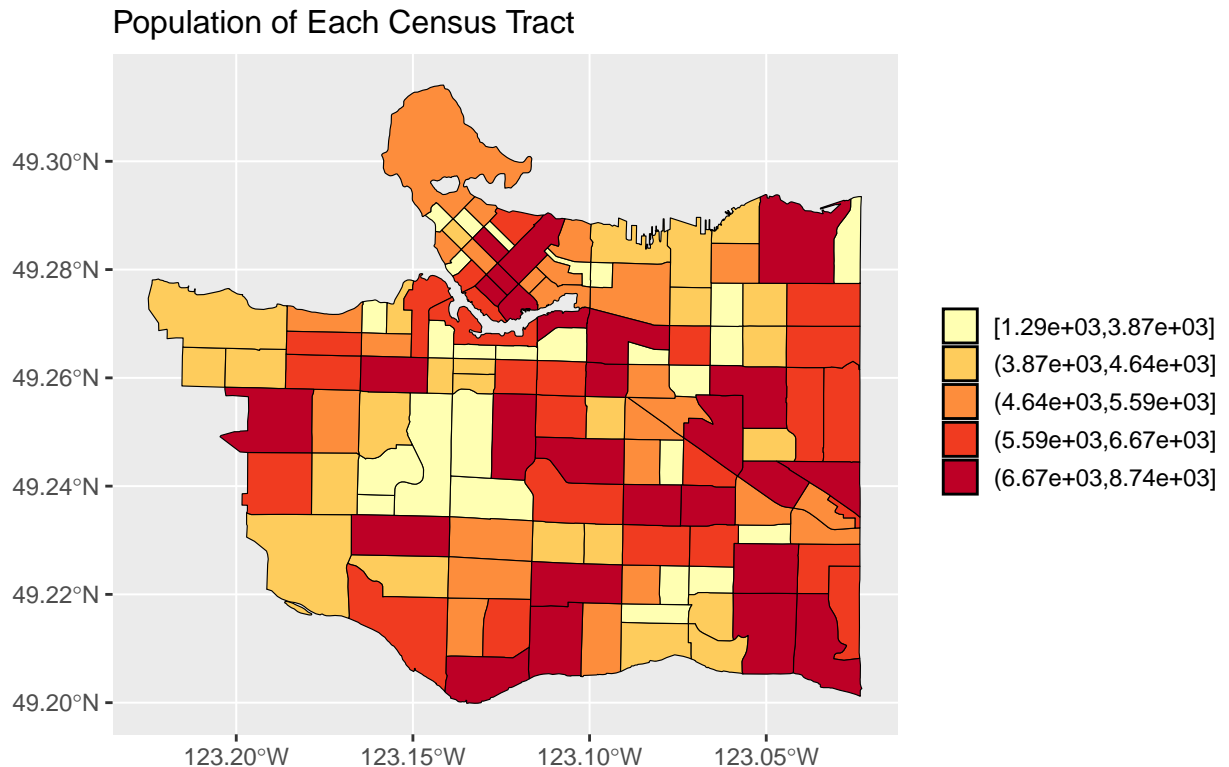 Population of Each Census Tract
49.30°N
49.28°N
49.26°N
49.24°N
49.22°N
49.20°N
123.20°W
123.15°W
123.10°W
123.05°W
[1.29e+03,3.87e+03]
(3.87e+03,4.64e+03]
(4.64e+03,5.59e+03]
(5.59e+03,6.67e+03]
(6.67e+03,8.74e+03]